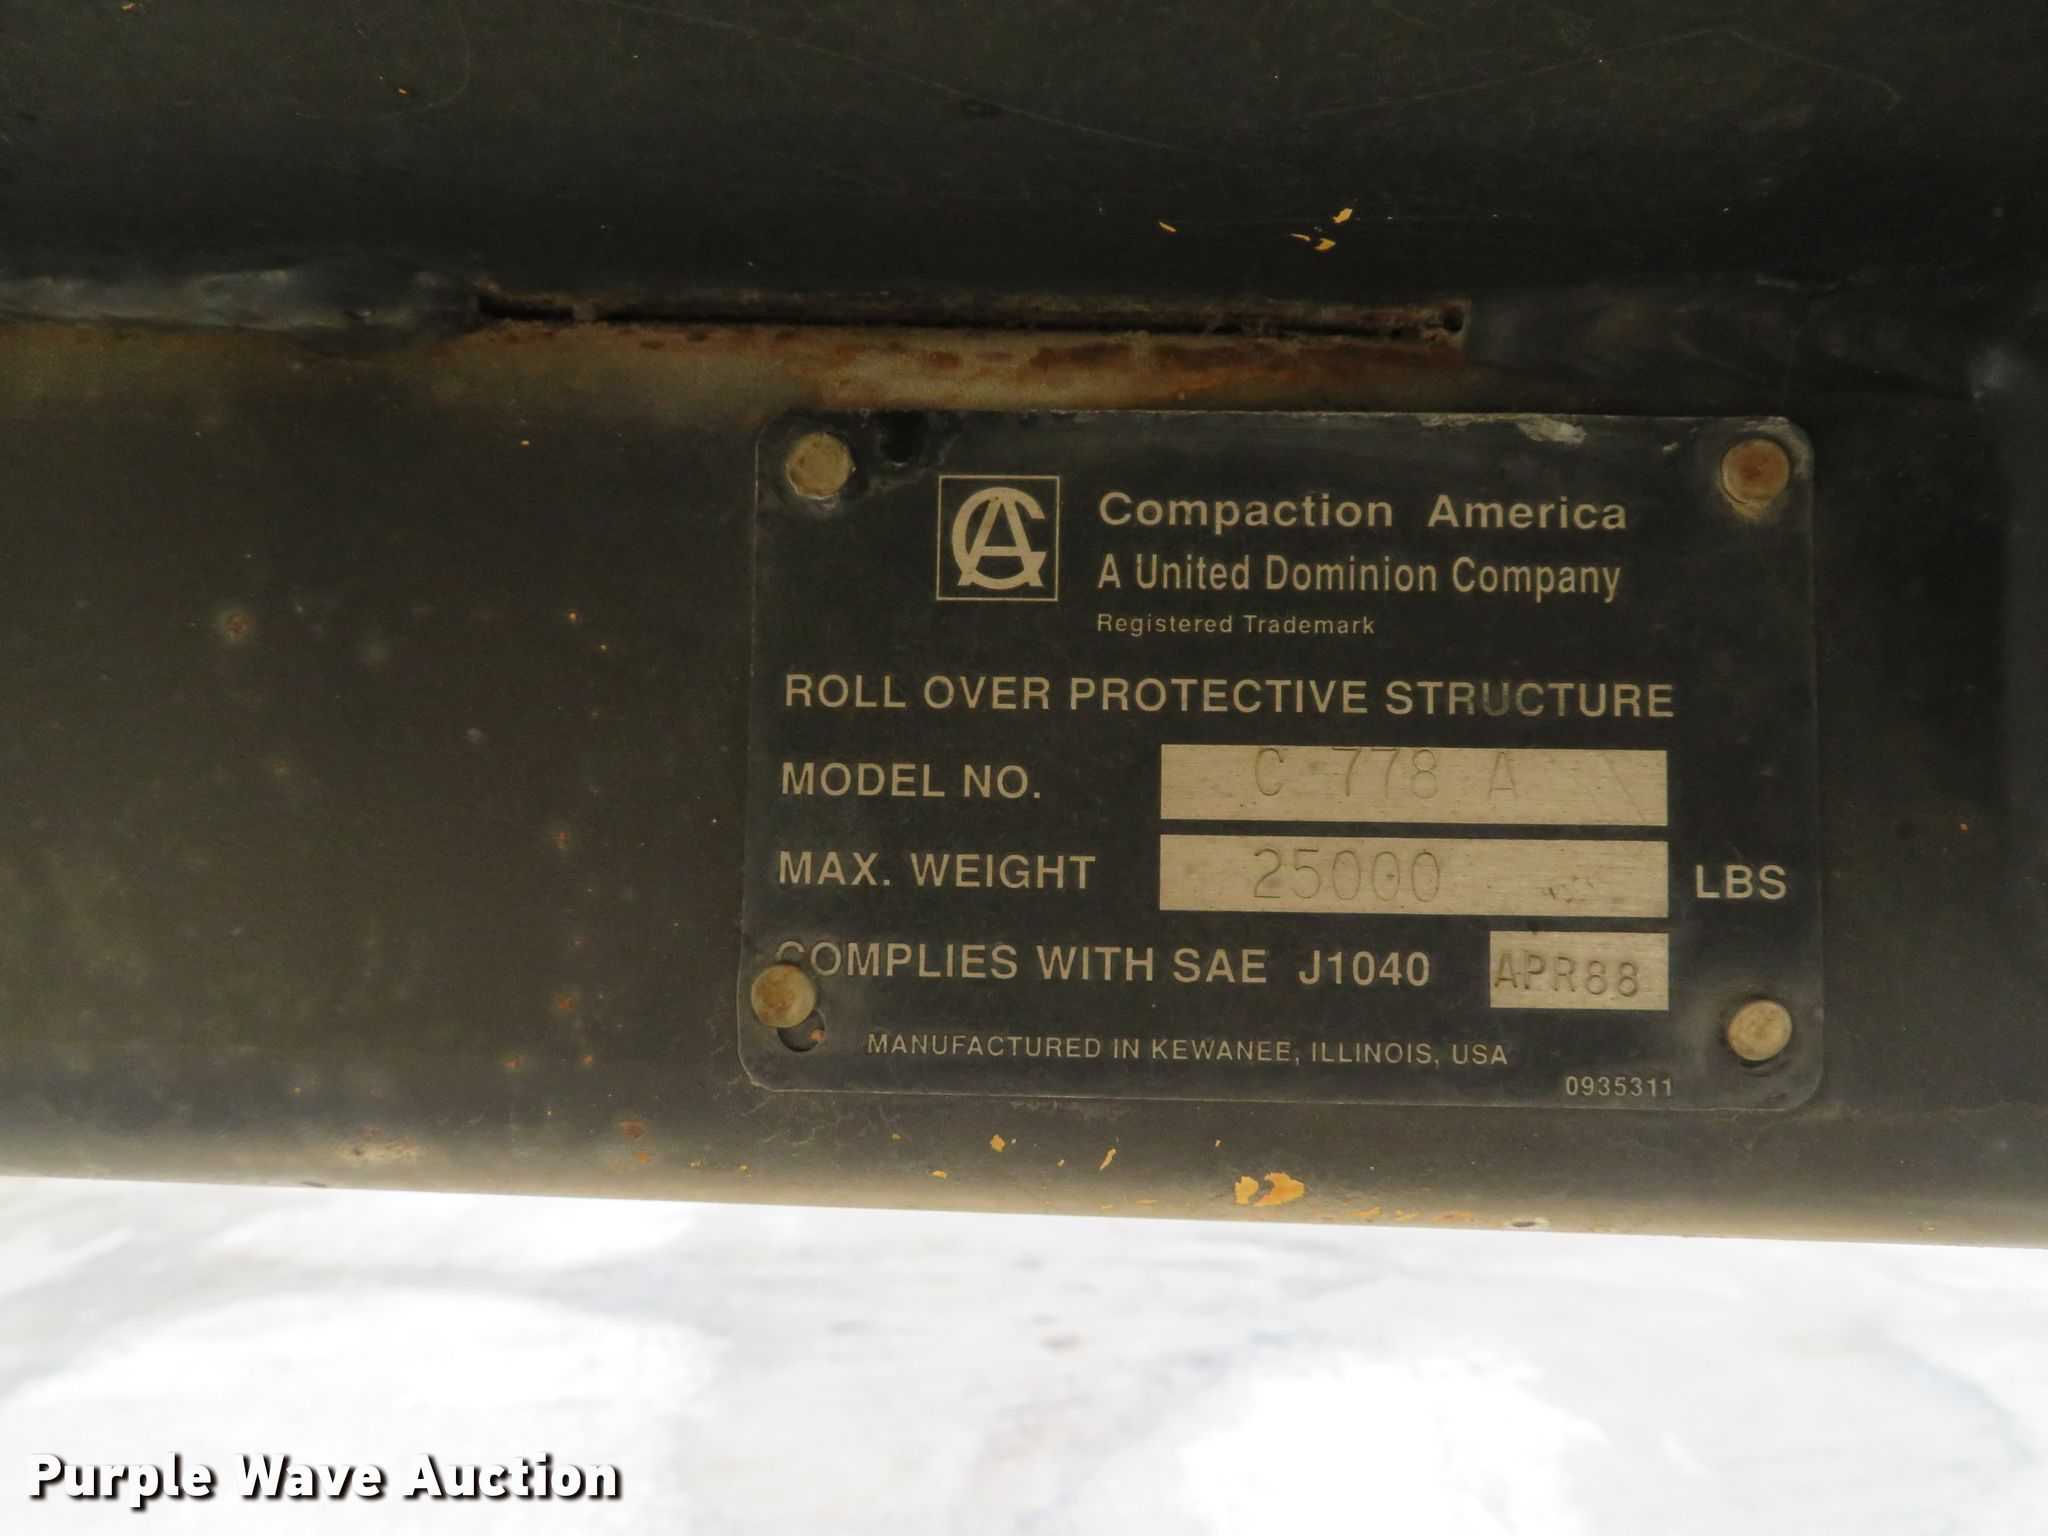 CA
Compaction America
A United Dominion Company
Registered Trademark
ROLL OVER PROTECTIVE STRUCTURE
MODEL NO. C 778 A
MAX. WEIGHT 25000 LBS
COMPLIES WITH SAE J1040 APR88
MANUFACTURED IN KEWANEE, ILLINOIS, USA
0935311
Purple Wave Auction